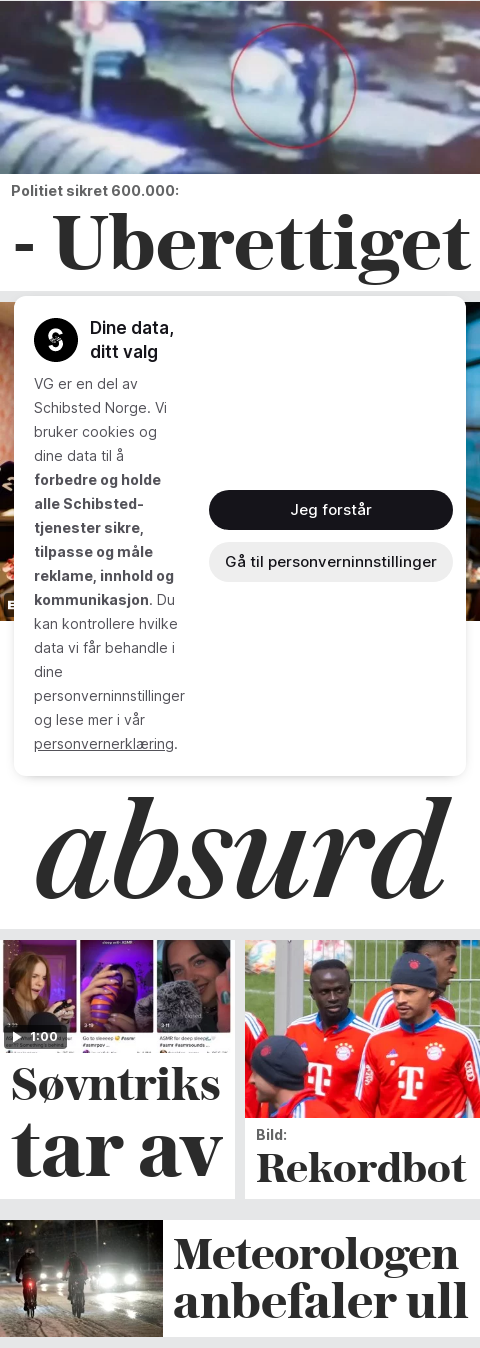 Politiet sikret 600.000:
- Uberettiget
Dine data,
ditt valg
VG er en del av
Schibsted Norge. Vi
bruker cookies og
dine data til å
forbedre og holde
alle Schibsted-
tjenester sikre,
tilpasse og måle
reklame, innhold og
kommunikasjon. Du
kan kontrollere hvilke
data vi får behandle i
dine
personverninnstillinger
og lese mer i vår
personvernerklæring.
Jeg forstår
Gå til personverninnstillinger
absurd
1:00
Søvntriks
tar av
Bild:
Rekordbot
Meteorologen
anbefaler ull